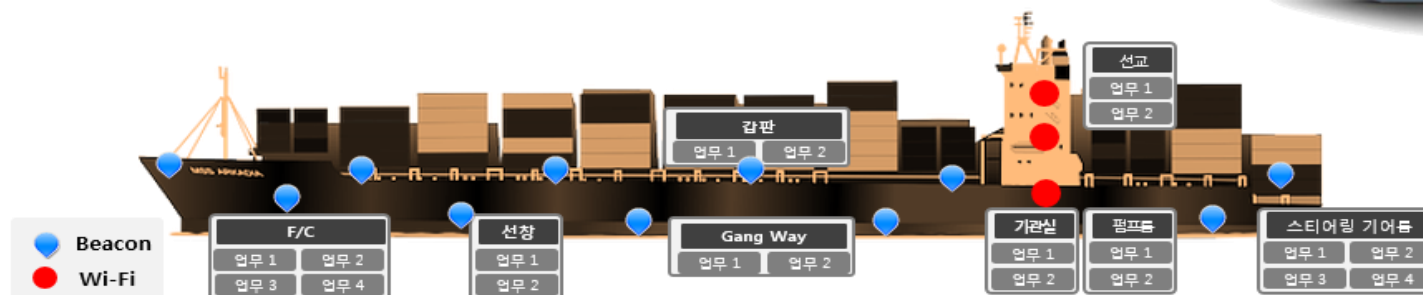 선교
업무 1
업무 2
갑판
업무 1 업무 2
MSS ARKADIA
Beacon
Wi-Fi
F/C
업무 1 업무 2
업무 3 업무 4
선창
업무 1
업무 2
Gang Way
업무 1 업무 2
기관실
업무 1
업무 2
펌프룸
업무 1
업무 2
스티어링 기어룸
업무 1 업무 2
업무 3 업무 4